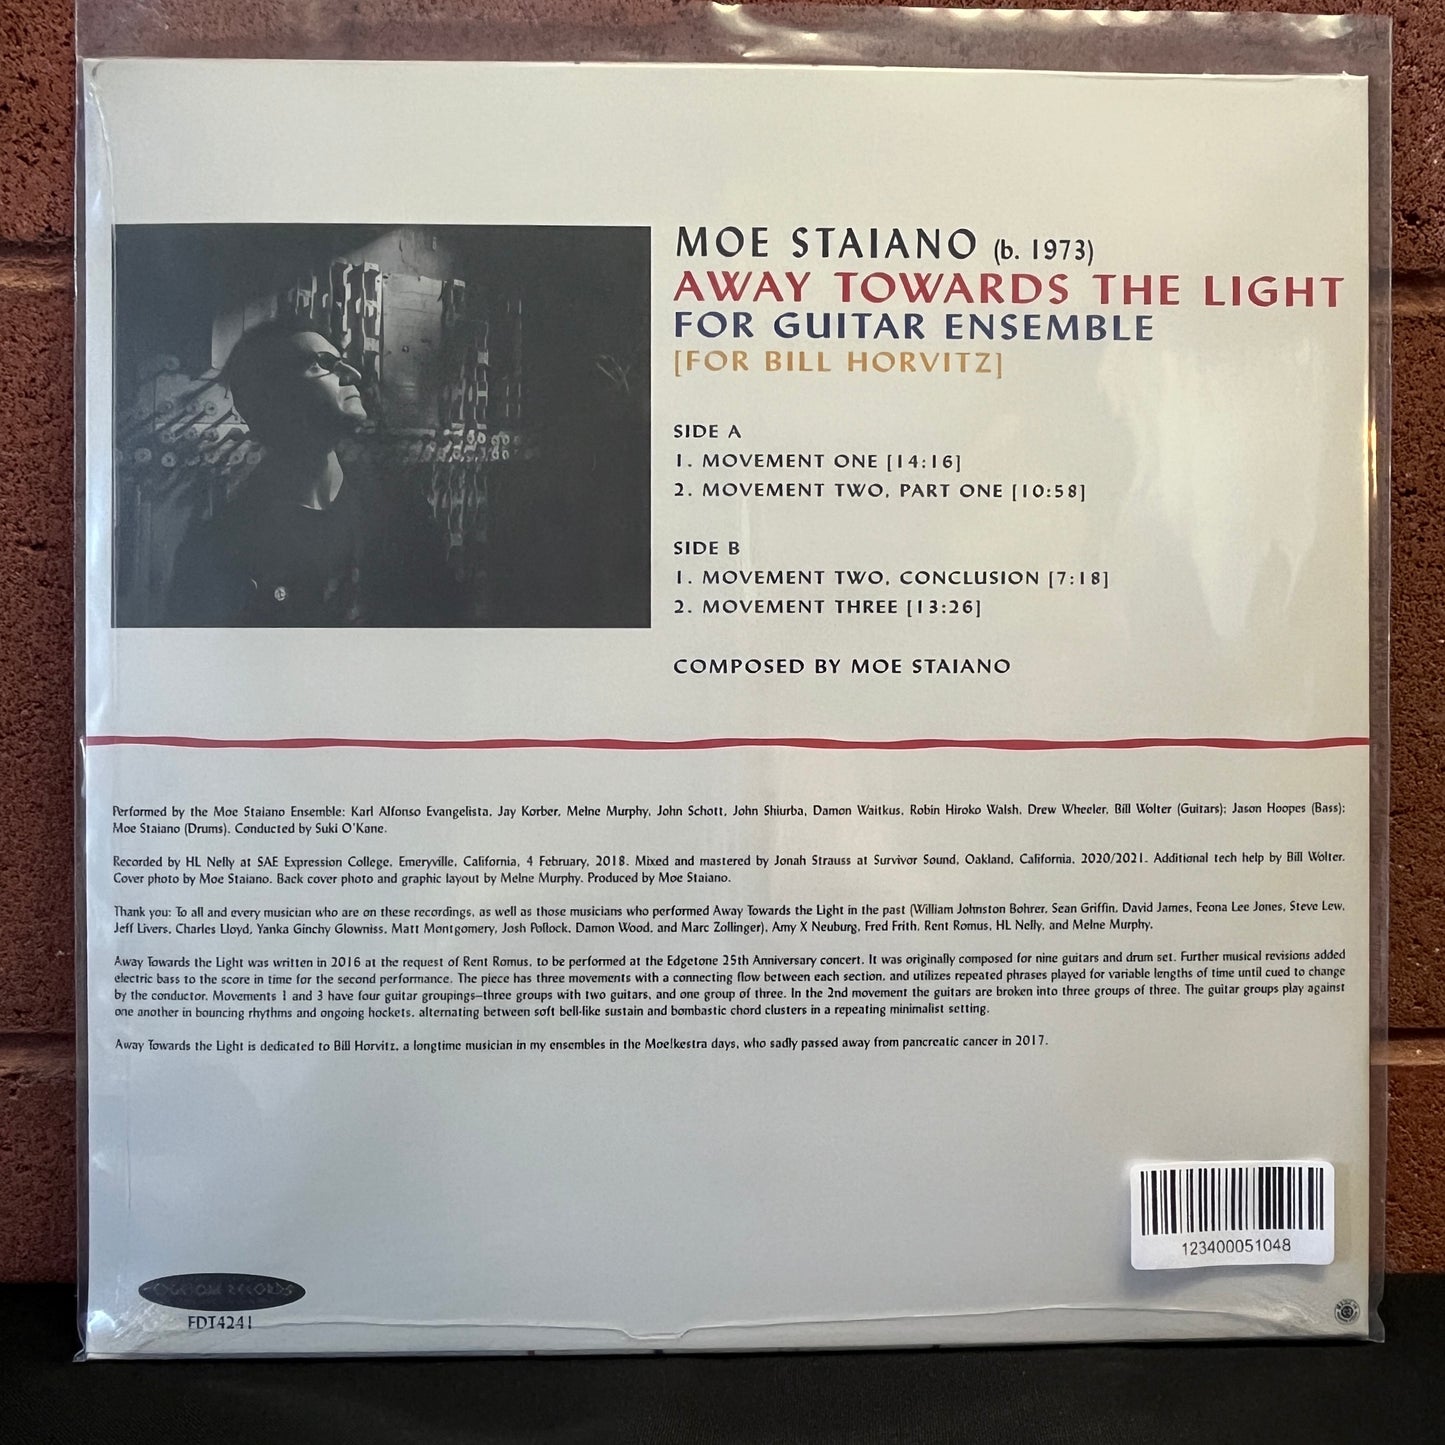 MOE STAIANO (b. 1973)
AWAY TOWARDS THE LIGHT
FOR GUITAR ENSEMBLE
[FOR BILL HORVITZ]
SIDE A
1. MOVEMENT ONE [14:16]
2. MOVEMENT TWO, PART ONE [10:58]
SIDE B
1. MOVEMENT TWO, CONCLUSION [7:18]
2. MOVEMENT THREE [13:26]
COMPOSED BY MOE STAIANO
Performed by the Moe Staiano Ensemble: Karl Alfonso Evangelista, Jay Korber, Melne Murphy, John Schott, John Shiurba, Damon Waitkus, Robin Hiroko Walsh, Drew Wheeler, Bill Wolter (Guitars); Jason Hoopes (Bass);
Moe Staiano (Drums). Conducted by Suki O'Kane.
Recorded by HL Nelly at SAE Expression College, Emeryville, California, 4 February, 2018. Mixed and mastered by Jonah Strauss at Survivor Sound, Oakland, California, 2020/2021. Additional tech help by Bill Wolter.
Cover photo by Moe Staiano. Back cover photo and graphic layout by Melne Murphy. Produced by Moe Staiano.
Thank you: To all and every musician who are on these recordings, as well as those musicians who performed Away Towards the Light in the past (William Johnston Bohrer, Sean Griffin, David James, Feona Lee Jones, Steve Lew,
Jeff Livers, Charles Lloyd, Yanka Ginchy Glowniss, Matt Montgomery, Josh Pollock, Damon Wood, and Marc Zollinger), Amy X Neuburg, Fred Frith, Rent Romus, HL Nelly, and Melne Murphy.
Away Towards the Light was written in 2016 at the request of Rent Romus, to be performed at the Edgetone 25th Anniversary concert. It was originally composed for nine guitars and drum set. Further musical revisions added
electric bass to the score in time for the second performance. The piece has three movements with a connecting flow between each section, and utilizes repeated phrases played for variable lengths of time until cued to change
by the conductor. Movements 1 and 3 have four guitar groupings—three groups with two guitars, and one group of three. In the 2nd movement the guitars are broken into three groups of three. The guitar groups play against
one another in bouncing rhythms and ongoing hockets, alternating between soft bell-like sustain and bombastic chord clusters in a repeating minimalist setting.
Away Towards the Light is dedicated to Bill Horvitz, a longtime musician in my ensembles in the Moe!kestra days, who sadly passed away from pancreatic cancer in 2017.
123400051048
RECORDS
EDT4241